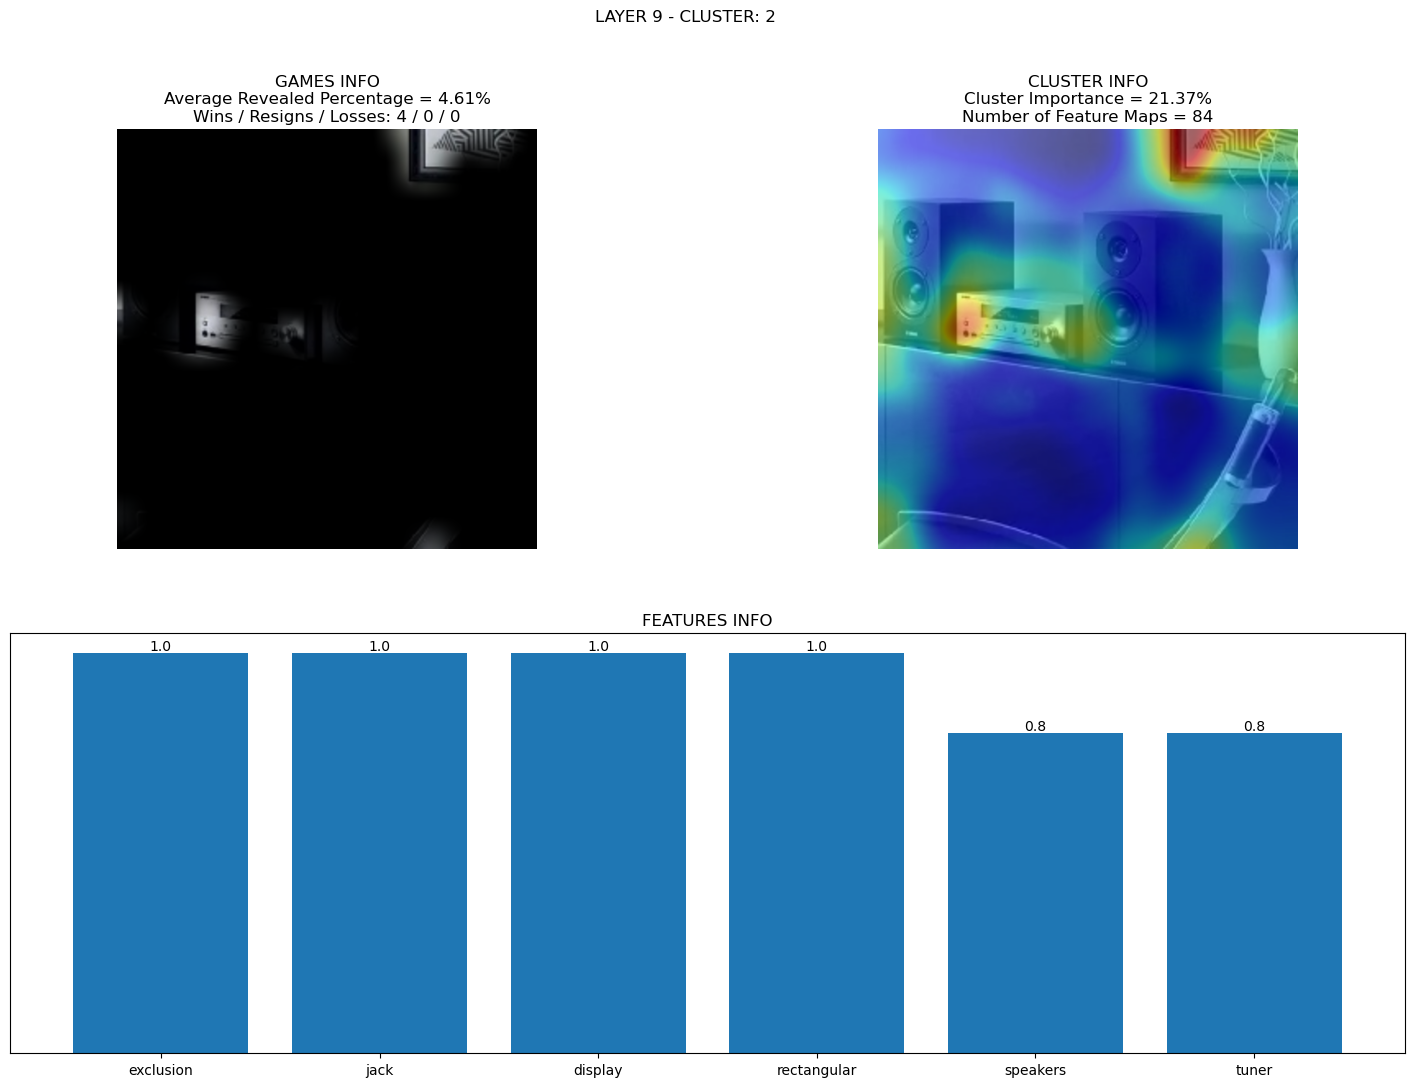 LAYER 9 - CLUSTER: 2
GAMES INFO
Average Revealed Percentage = 4.61%
Wins / Resigns / Losses: 4 / 0 / 0
CLUSTER INFO
Cluster Importance = 21.37%
Number of Feature Maps = 84
FEATURES INFO
1.0 1.0 1.0 1.0 0.8 0.8
exclusion jack display rectangular speakers tuner